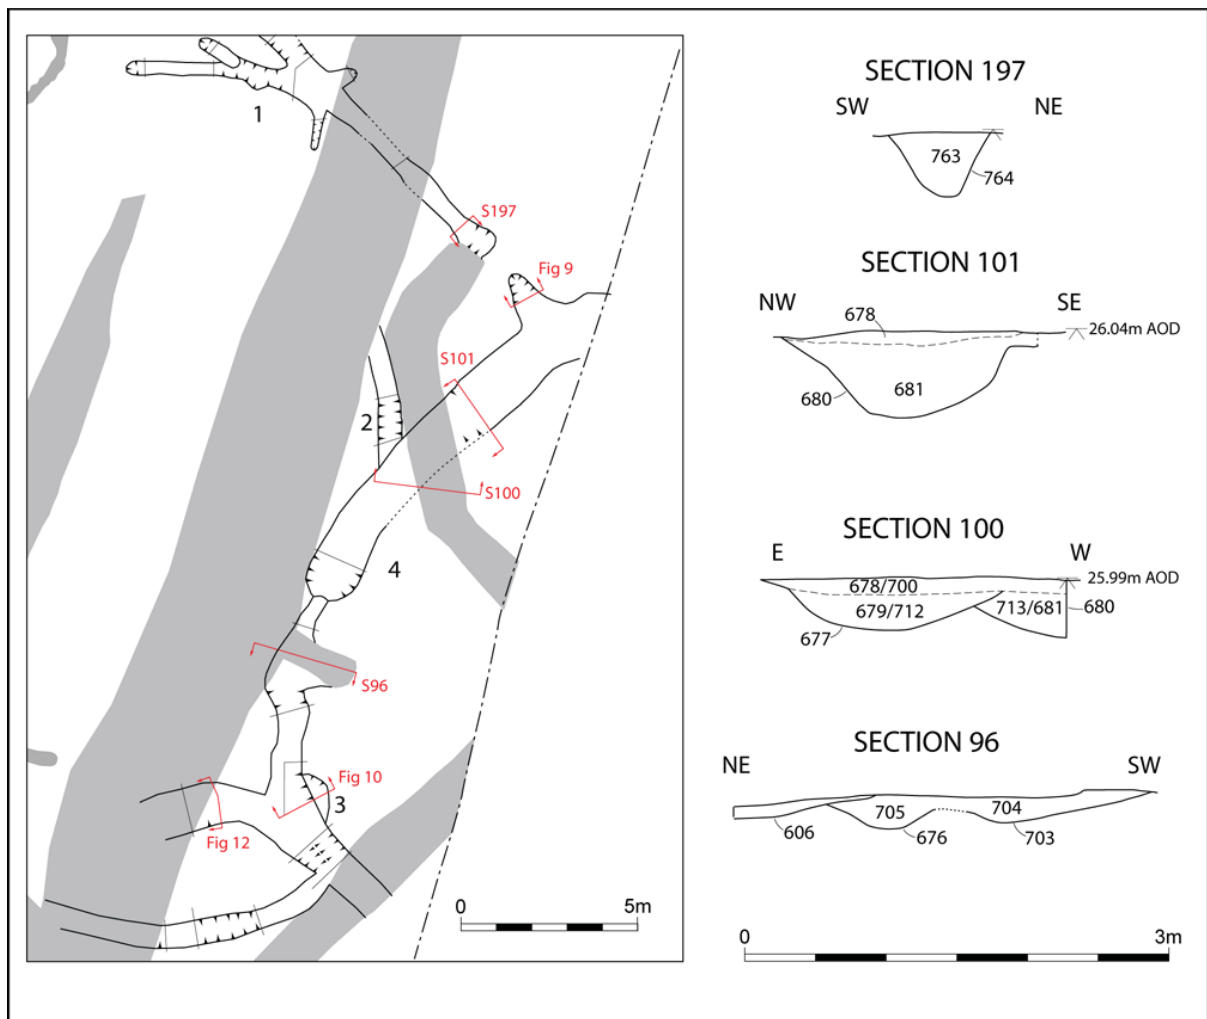 1
S197
Fig 9
S101
2
S100
4
S96
Fig 10
3
Fig 12
0 5m
SECTION 197
SW NE
763
764
SECTION 101
NW SE
678
26.04m AOD
680 681
SECTION 100
E W
678/700 25.99m AOD
679/712 713/681 680
677
SECTION 96
NE SW
705 704
606 676 703
0 3m